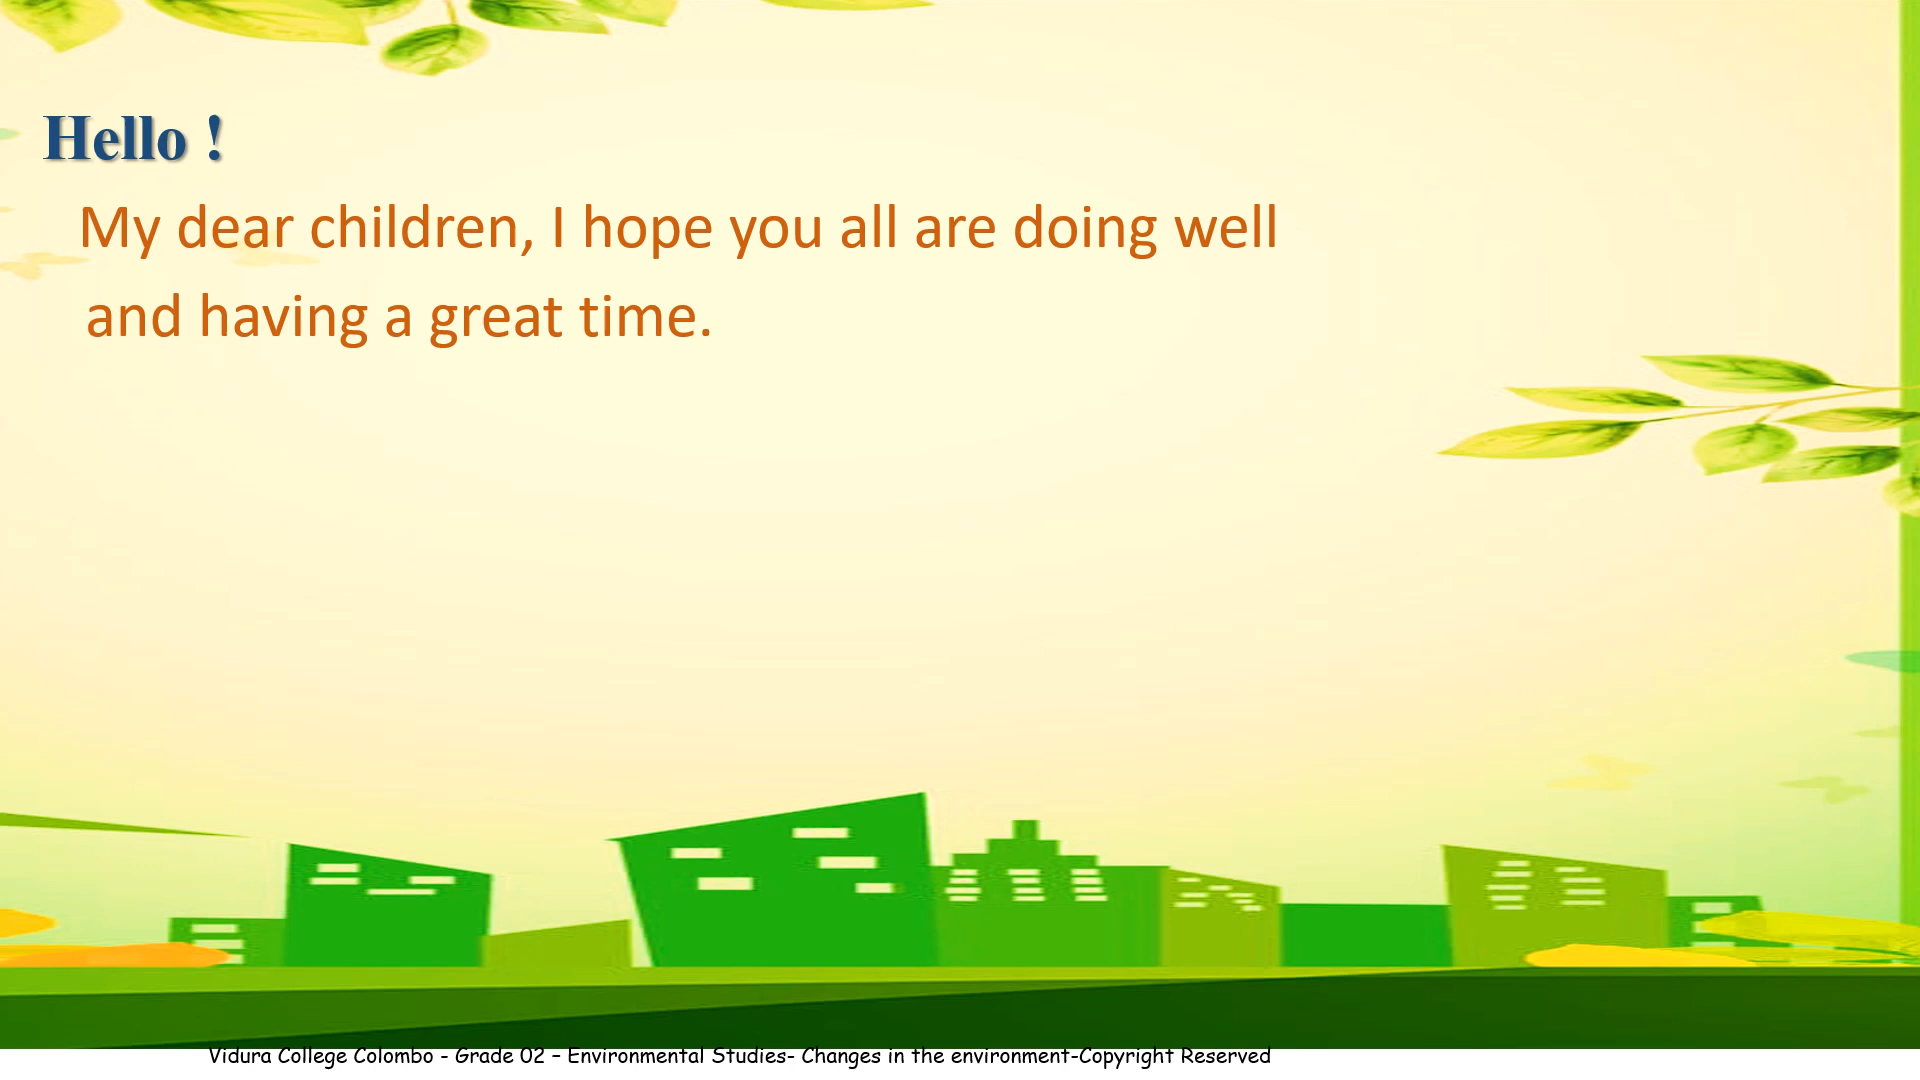 Hello !
My dear children, I hope you all are doing well
and having a great time.
Vidura College Colombo - Grade 02 – Environmental Studies- Changes in the environment-Copyright Reserved